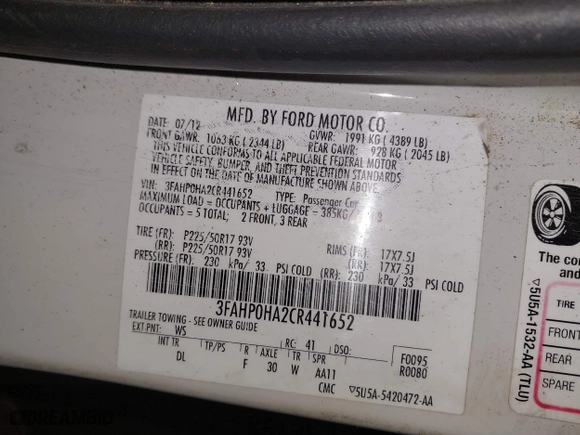 MFD. BY FORD MOTOR CO.
DATE: 07/12 GVWR: 1991 KG ( 4389 LB)
FRONT GAWR: 1063 KG ( 2344 LB) REAR GAWR: 928 KG ( 2045 LB)
THIS VEHICLE CONFORMS TO ALL APPLICABLE FEDERAL MOTOR
VEHICLE SAFETY, BUMPER, AND THEFT PREVENTION STANDARDS
IN EFFECT ON THE DATE OF MANUFACTURE SHOWN ABOVE.
VIN: 3FAHP0HA2CR441652 TYPE: Passenger Car
MAXIMUM LOAD = OCCUPANTS + LUGGAGE = 385KG/
OCCUPANTS = 5 TOTAL; 2 FRONT, 3 REAR
TIRE (FR): P225/50R17 93V RIMS (FR): 17X7.5J
(RR): P225/50R17 93V (RR): 17X7.5J
PRESSURE (FR): 230 kPa/ 33 PSI COLD (RR): 230 kPa/ 33 PSI COLD
3FAHP0HA2CR441652
TRAILER TOWING - SEE OWNER GUIDE
EXT PNT: WS RC: 41 DSO: F0095
R0080
INT TR TP/PS R AXLE TR SPR
DL F 30 W AA11
CMC ▽5U5A-5420472-AA
The co
and
TIRE
FRONT
REAR
SPARE
▽5U5A-1532-AA (TLU)
DREAMBID